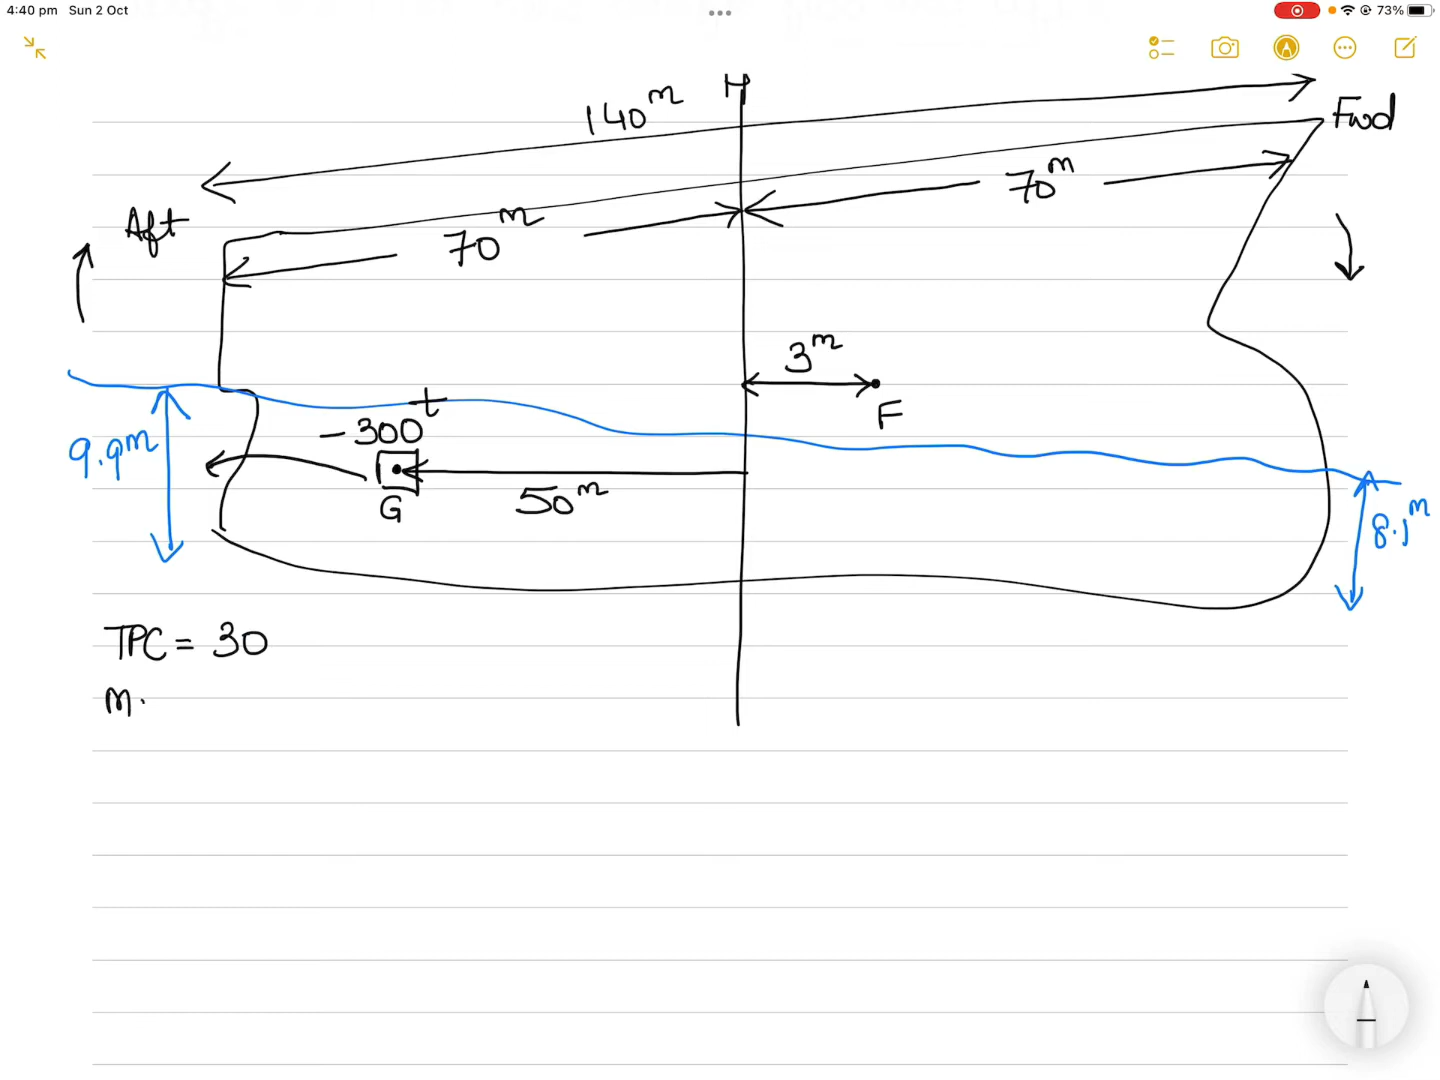 4:40 pm Sun 2 Oct
73%
140m
H
Fwd
70m
Aft
70m
3m
F
-300t
9.9m
G
50m
8.1m
TPC = 30
M.